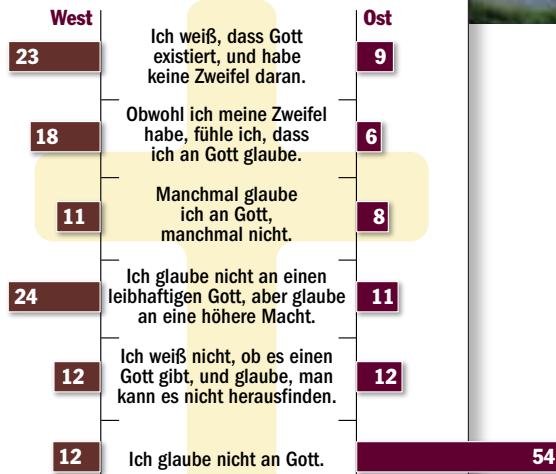 West Ost
23 Ich weiß, dass Gott 9
existiert, und habe
keine Zweifel daran.
18 Obwohl ich meine Zweifel 6
habe, fühle ich, dass
ich an Gott glaube.
11 Manchmal glaube 8
ich an Gott,
manchmal nicht.
24 Ich glaube nicht an einen 11
leibhaftigen Gott, aber glaube
an eine höhere Macht.
12 Ich weiß nicht, ob es einen 12
Gott gibt, und glaube, man
kann es nicht herausfinden.
12 Ich glaube nicht an Gott. 54